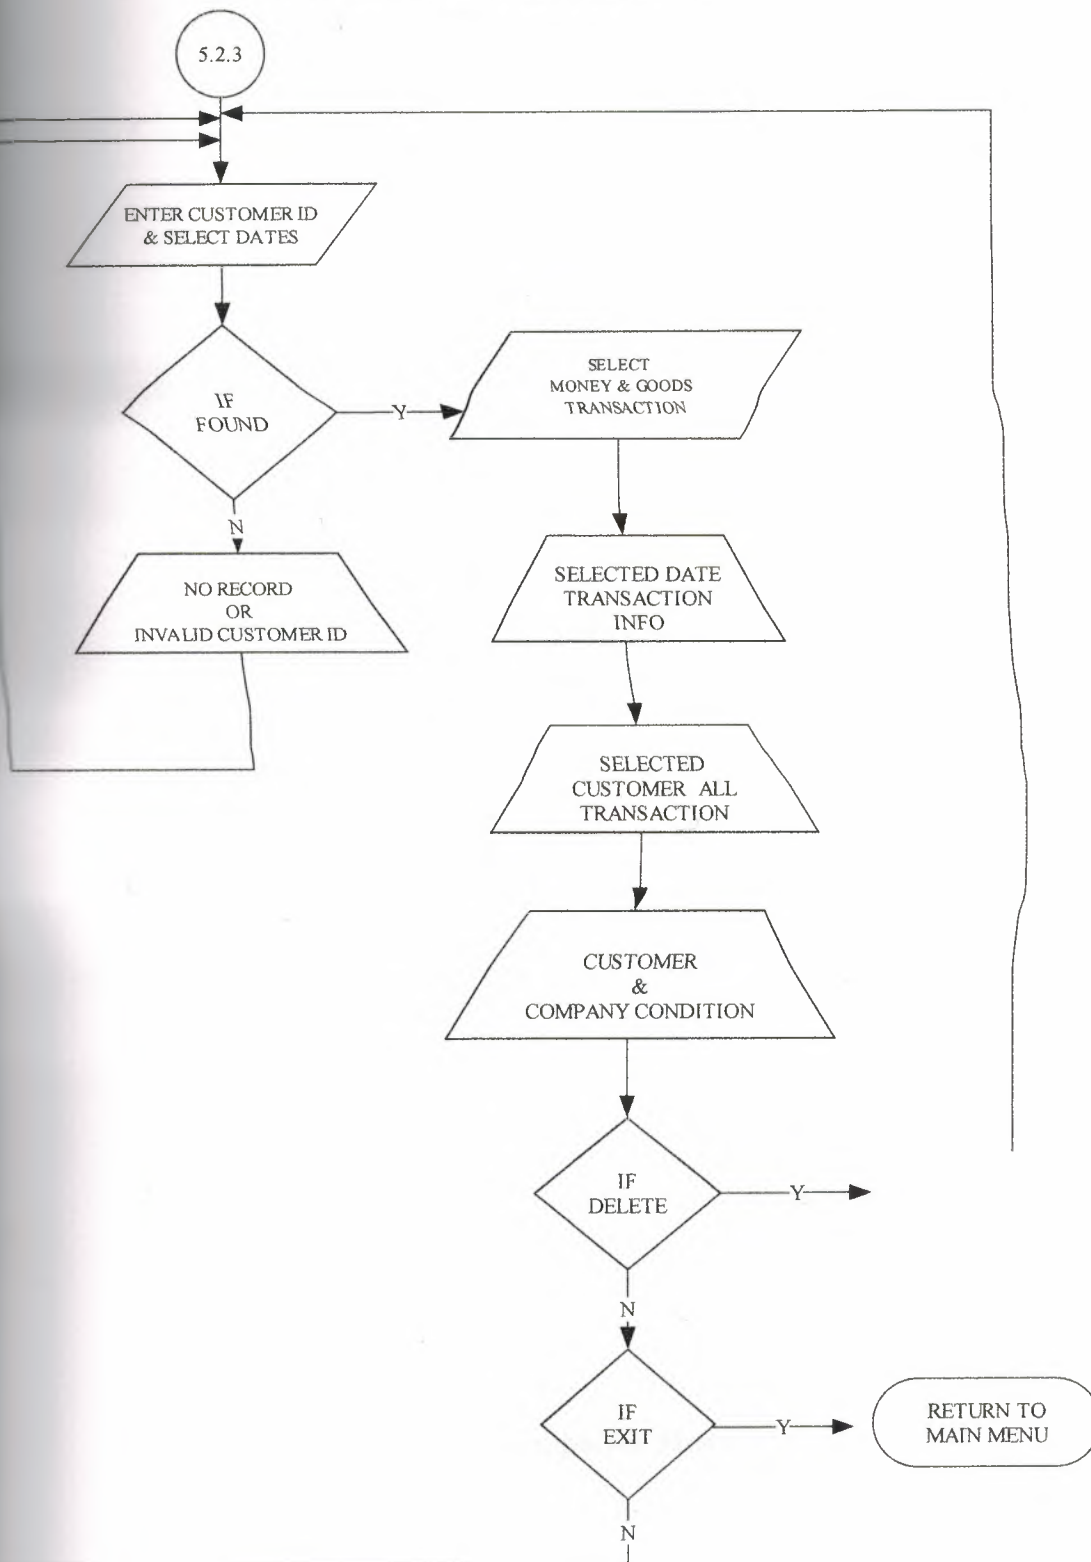 5.2.3
ENTER CUSTOMER ID
& SELECT DATES
IF
FOUND
Y
SELECT
MONEY & GOODS
TRANSACTION
N
NO RECORD
OR
INVALID CUSTOMER ID
SELECTED DATE
TRANSACTION
INFO
SELECTED
CUSTOMER ALL
TRANSACTION
CUSTOMER
&
COMPANY CONDITION
IF
DELETE
Y
N
IF
EXIT
Y
RETURN TO
MAIN MENU
N